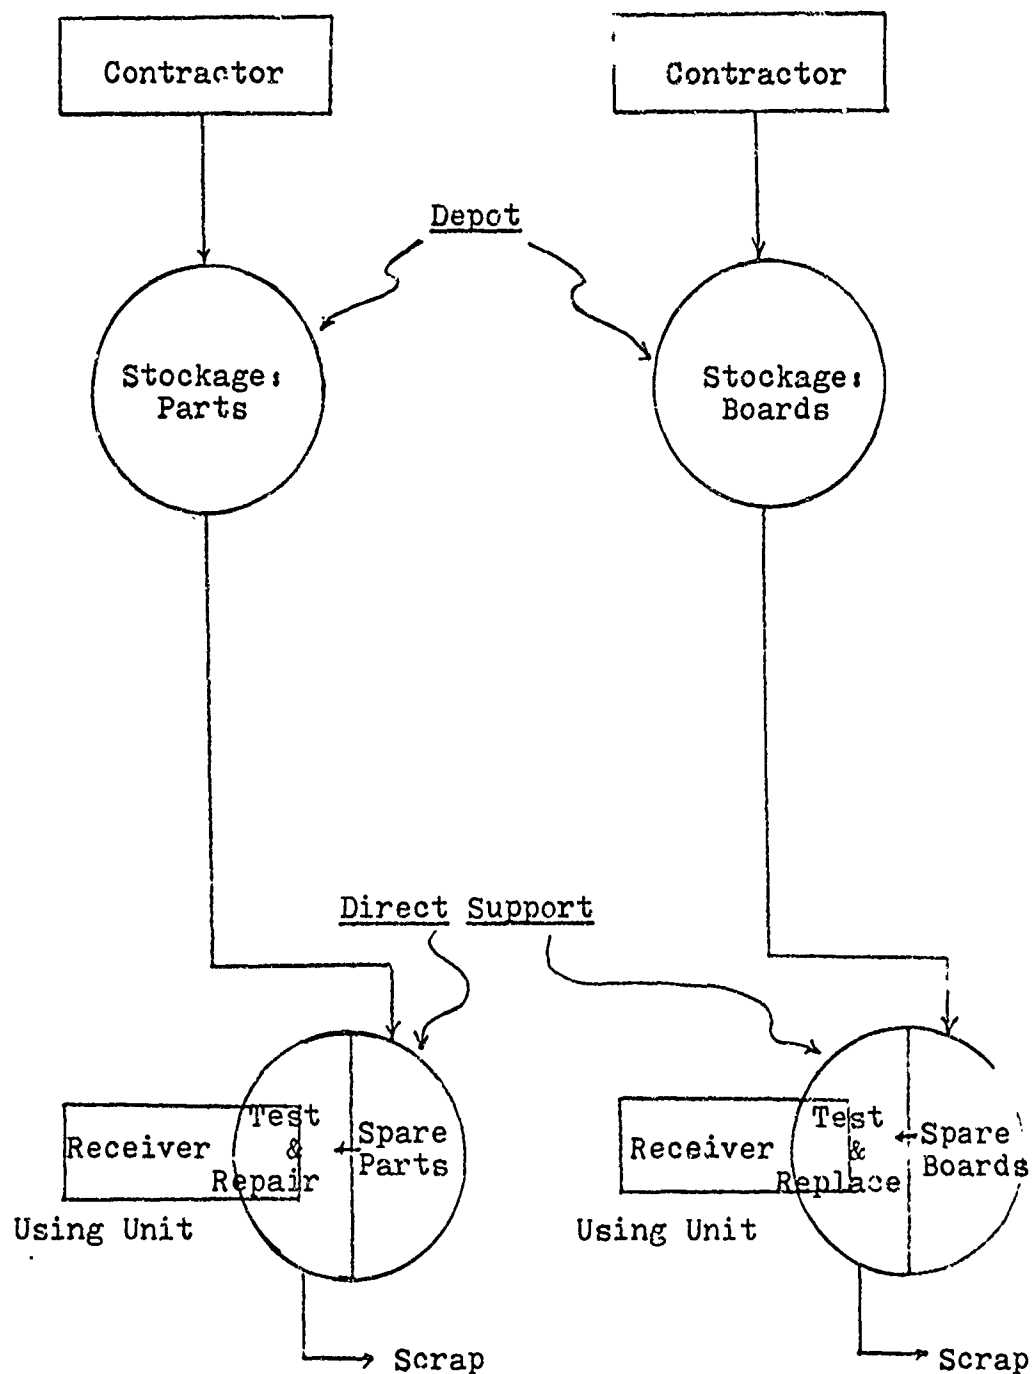 Contractor
Contractor
Depot
Stockage:
Parts
Stockage:
Boards
Direct Support
Receiver
Test
&
Repair
Spare
Parts
Using Unit
Scrap
Receiver
Test
&
Replace
Spare
Boards
Using Unit
Scrap